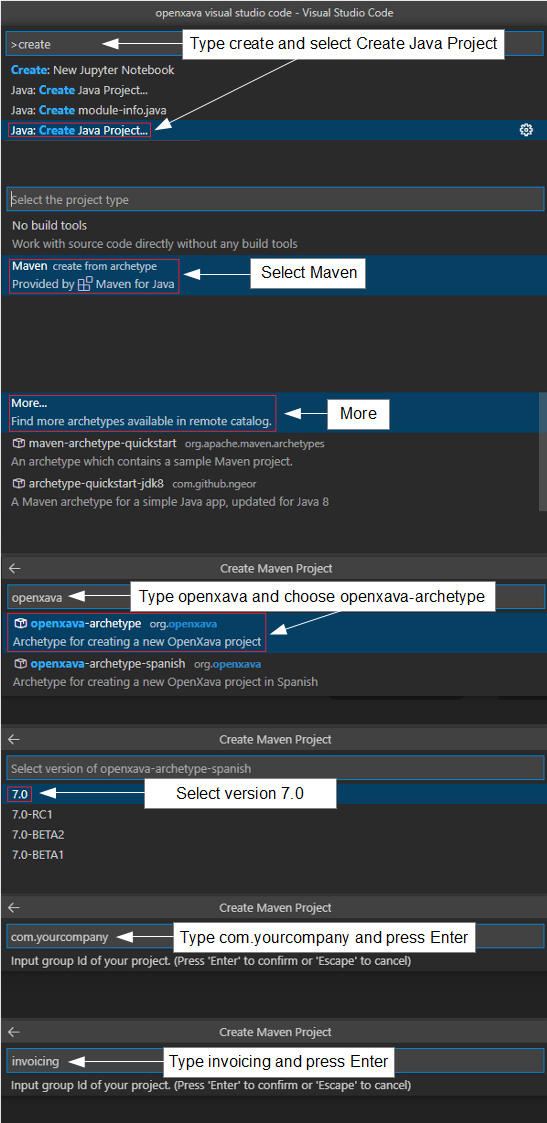 openxava visual studio code - Visual Studio Code
>create
Type create and select Create Java Project
Create: New Jupyter Notebook
Java: Create Java Project...
Java: Create module-info.java
Java: Create Java Project...
Select the project type
No build tools
Work with source code directly without any build tools
Maven create from archetype
Select Maven
Provided by Maven for Java
More...
More
Find more archetypes available in remote catalog.
maven-archetype-quickstart org.apache.maven.archetypes
An archetype which contains a sample Maven project.
archetype-quickstart-jdk8 com.github.ngeor
A Maven archetype for a simple Java app, updated for Java 8
Create Maven Project
openxava
Type openxava and choose openxava-archetype
openxava-archetype org.openxava
Archetype for creating a new OpenXava project
openxava-archetype-spanish org.openxava
Archetype for creating a new OpenXava project in Spanish
Create Maven Project
Select version of openxava-archetype-spanish
7.0
Select version 7.0
7.0-RC1
7.0-BETA2
7.0-BETA1
Create Maven Project
com.yourcompany
Type com.yourcompany and press Enter
Input group Id of your project. (Press 'Enter' to confirm or 'Escape' to cancel)
Create Maven Project
invoicing
Type invoicing and press Enter
Input group Id of your project. (Press 'Enter' to confirm or 'Escape' to cancel)